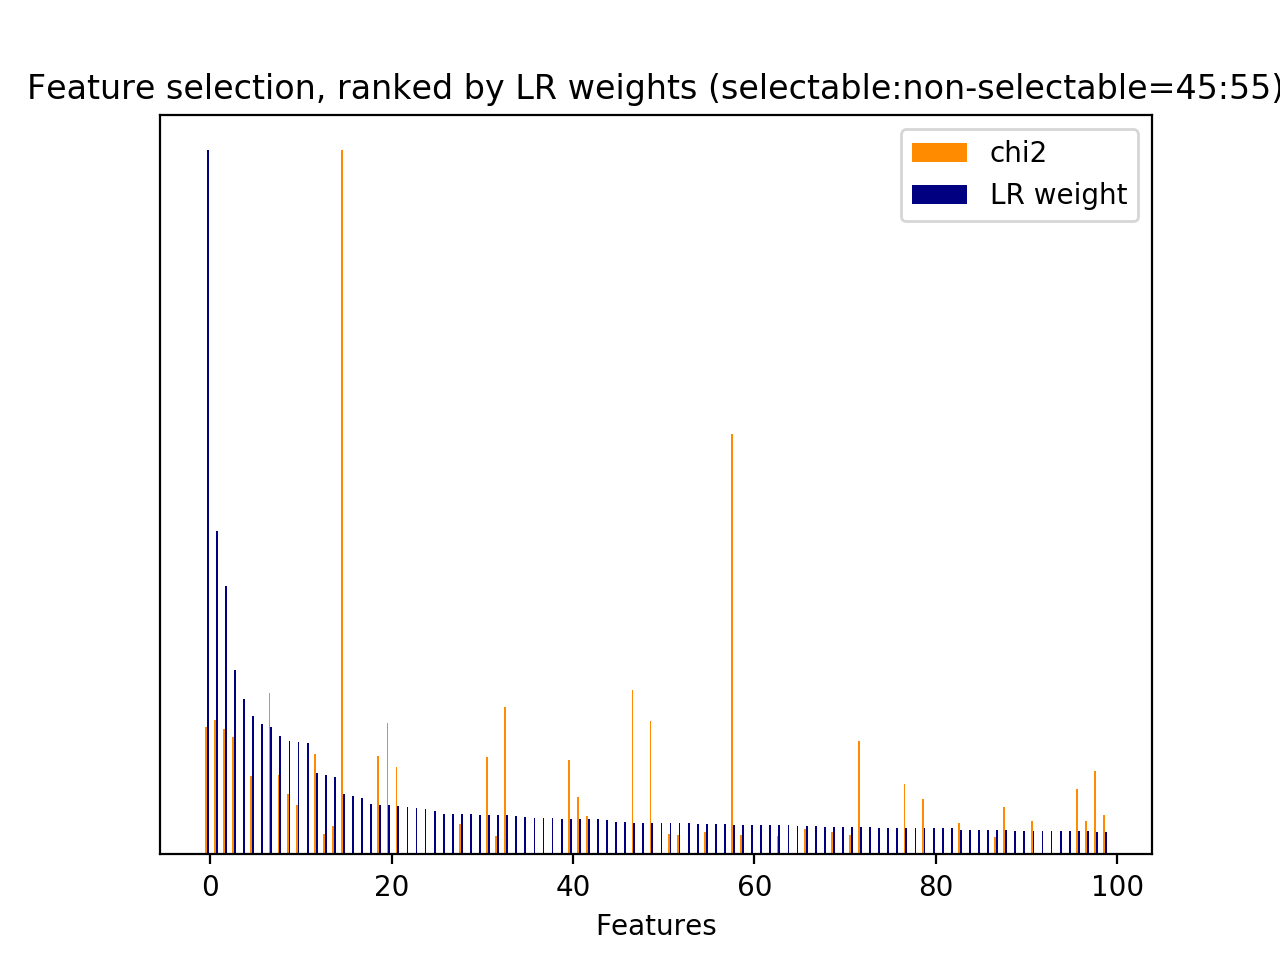 Feature selection, ranked by LR weights (selectable:non-selectable=45:55)
chi2
LR weight
0 20 40 60 80 100
Features